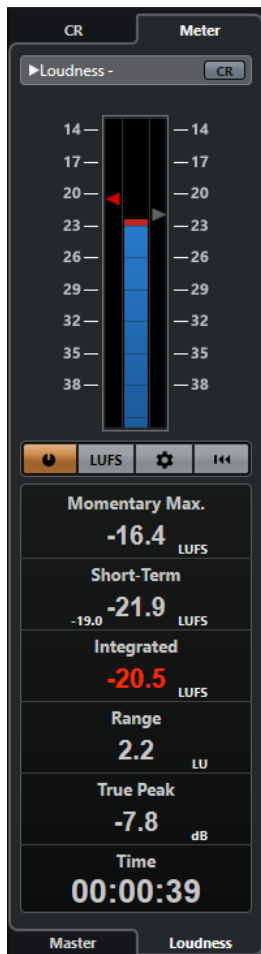 CR Meter
▶Loudness - CR
14 14
17 17
20 20
23 23
26 26
29 29
32 32
35 35
38 38
LUFS
Momentary Max.
-16.4 LUFS
Short-Term
-19.0 -21.9 LUFS
Integrated
-20.5 LUFS
Range
2.2 LU
True Peak
-7.8 dB
Time
00:00:39
Master Loudness